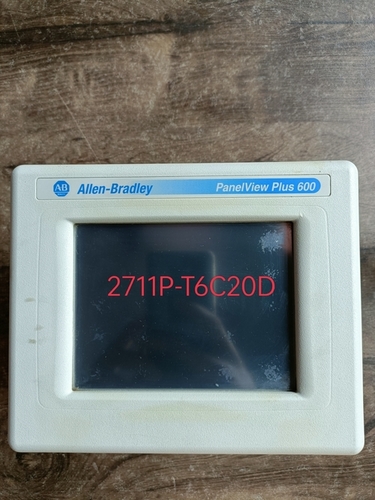 AB
Allen-Bradley
PanelView Plus 600
2711P-T6C20D